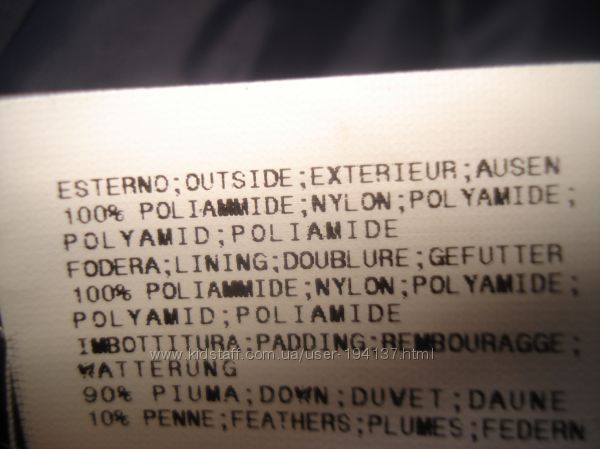 ESTERNO;OUTSIDE;EXTERIEUR;AUSEN
100% POLIAMMIDE;NYLON;POLYAMIDE;
POLYAMID;POLIAMIDE
FODERA;LINING;DOUBLURE;GEFUTTER
100% POLIAMMIDE;NYLON;POLYAMIDE;
POLYAMID;POLIAMIDE
IMBOTTITURA;PADDING;REMBOURAGGE;
www.kidstaff.com.ua/user-194137.html
WATTERUNG
90% PIUMA;DOWN;DUVET;DAUNE
10% PENNE;FEATHERS;PLUMES;FEDERN